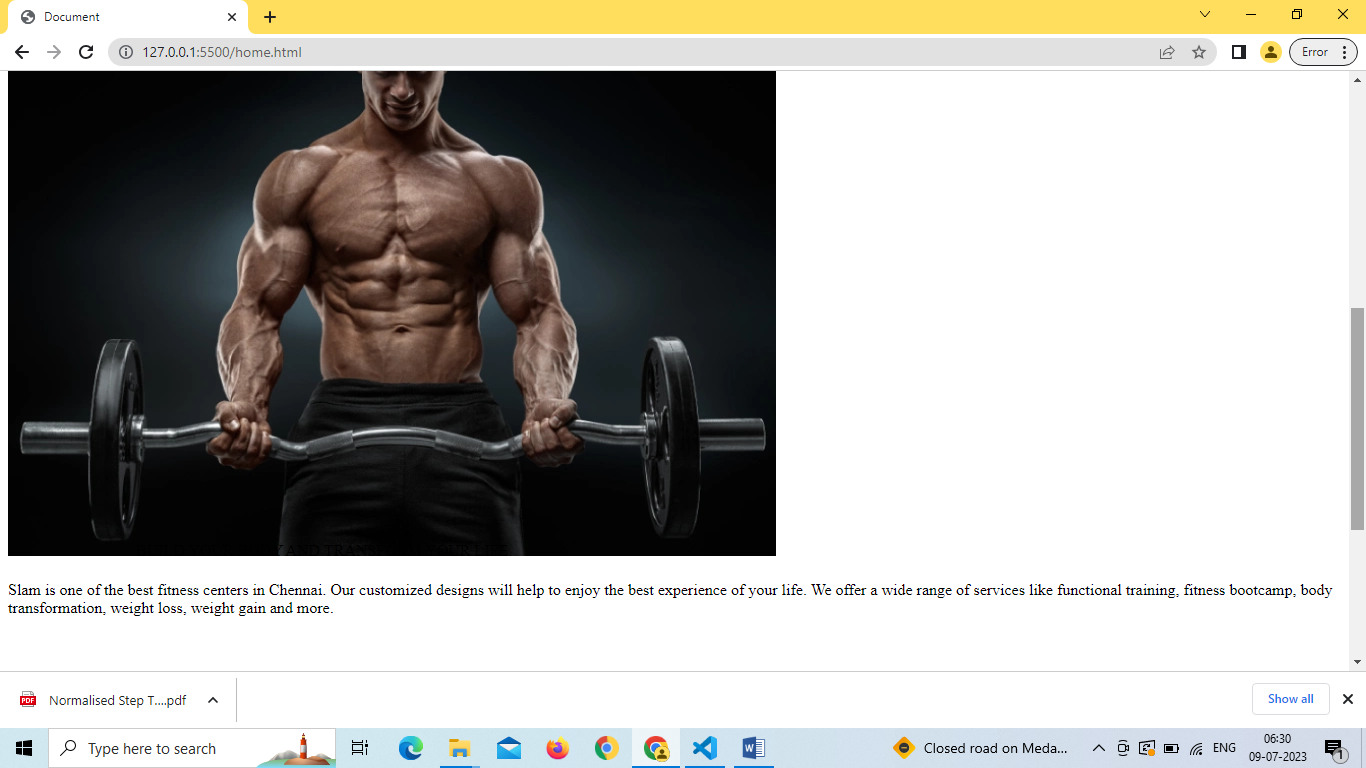 Document
127.0.0.1:5500/home.html
Error
Slam is one of the best fitness centers in Chennai. Our customized designs will help to enjoy the best experience of your life. We offer a wide range of services like functional training, fitness bootcamp, body
transformation, weight loss, weight gain and more.
PDF
Normalised Step T....pdf
Show all
Type here to search
Closed road on Meda...
ENG
06:30
09-07-2023
1